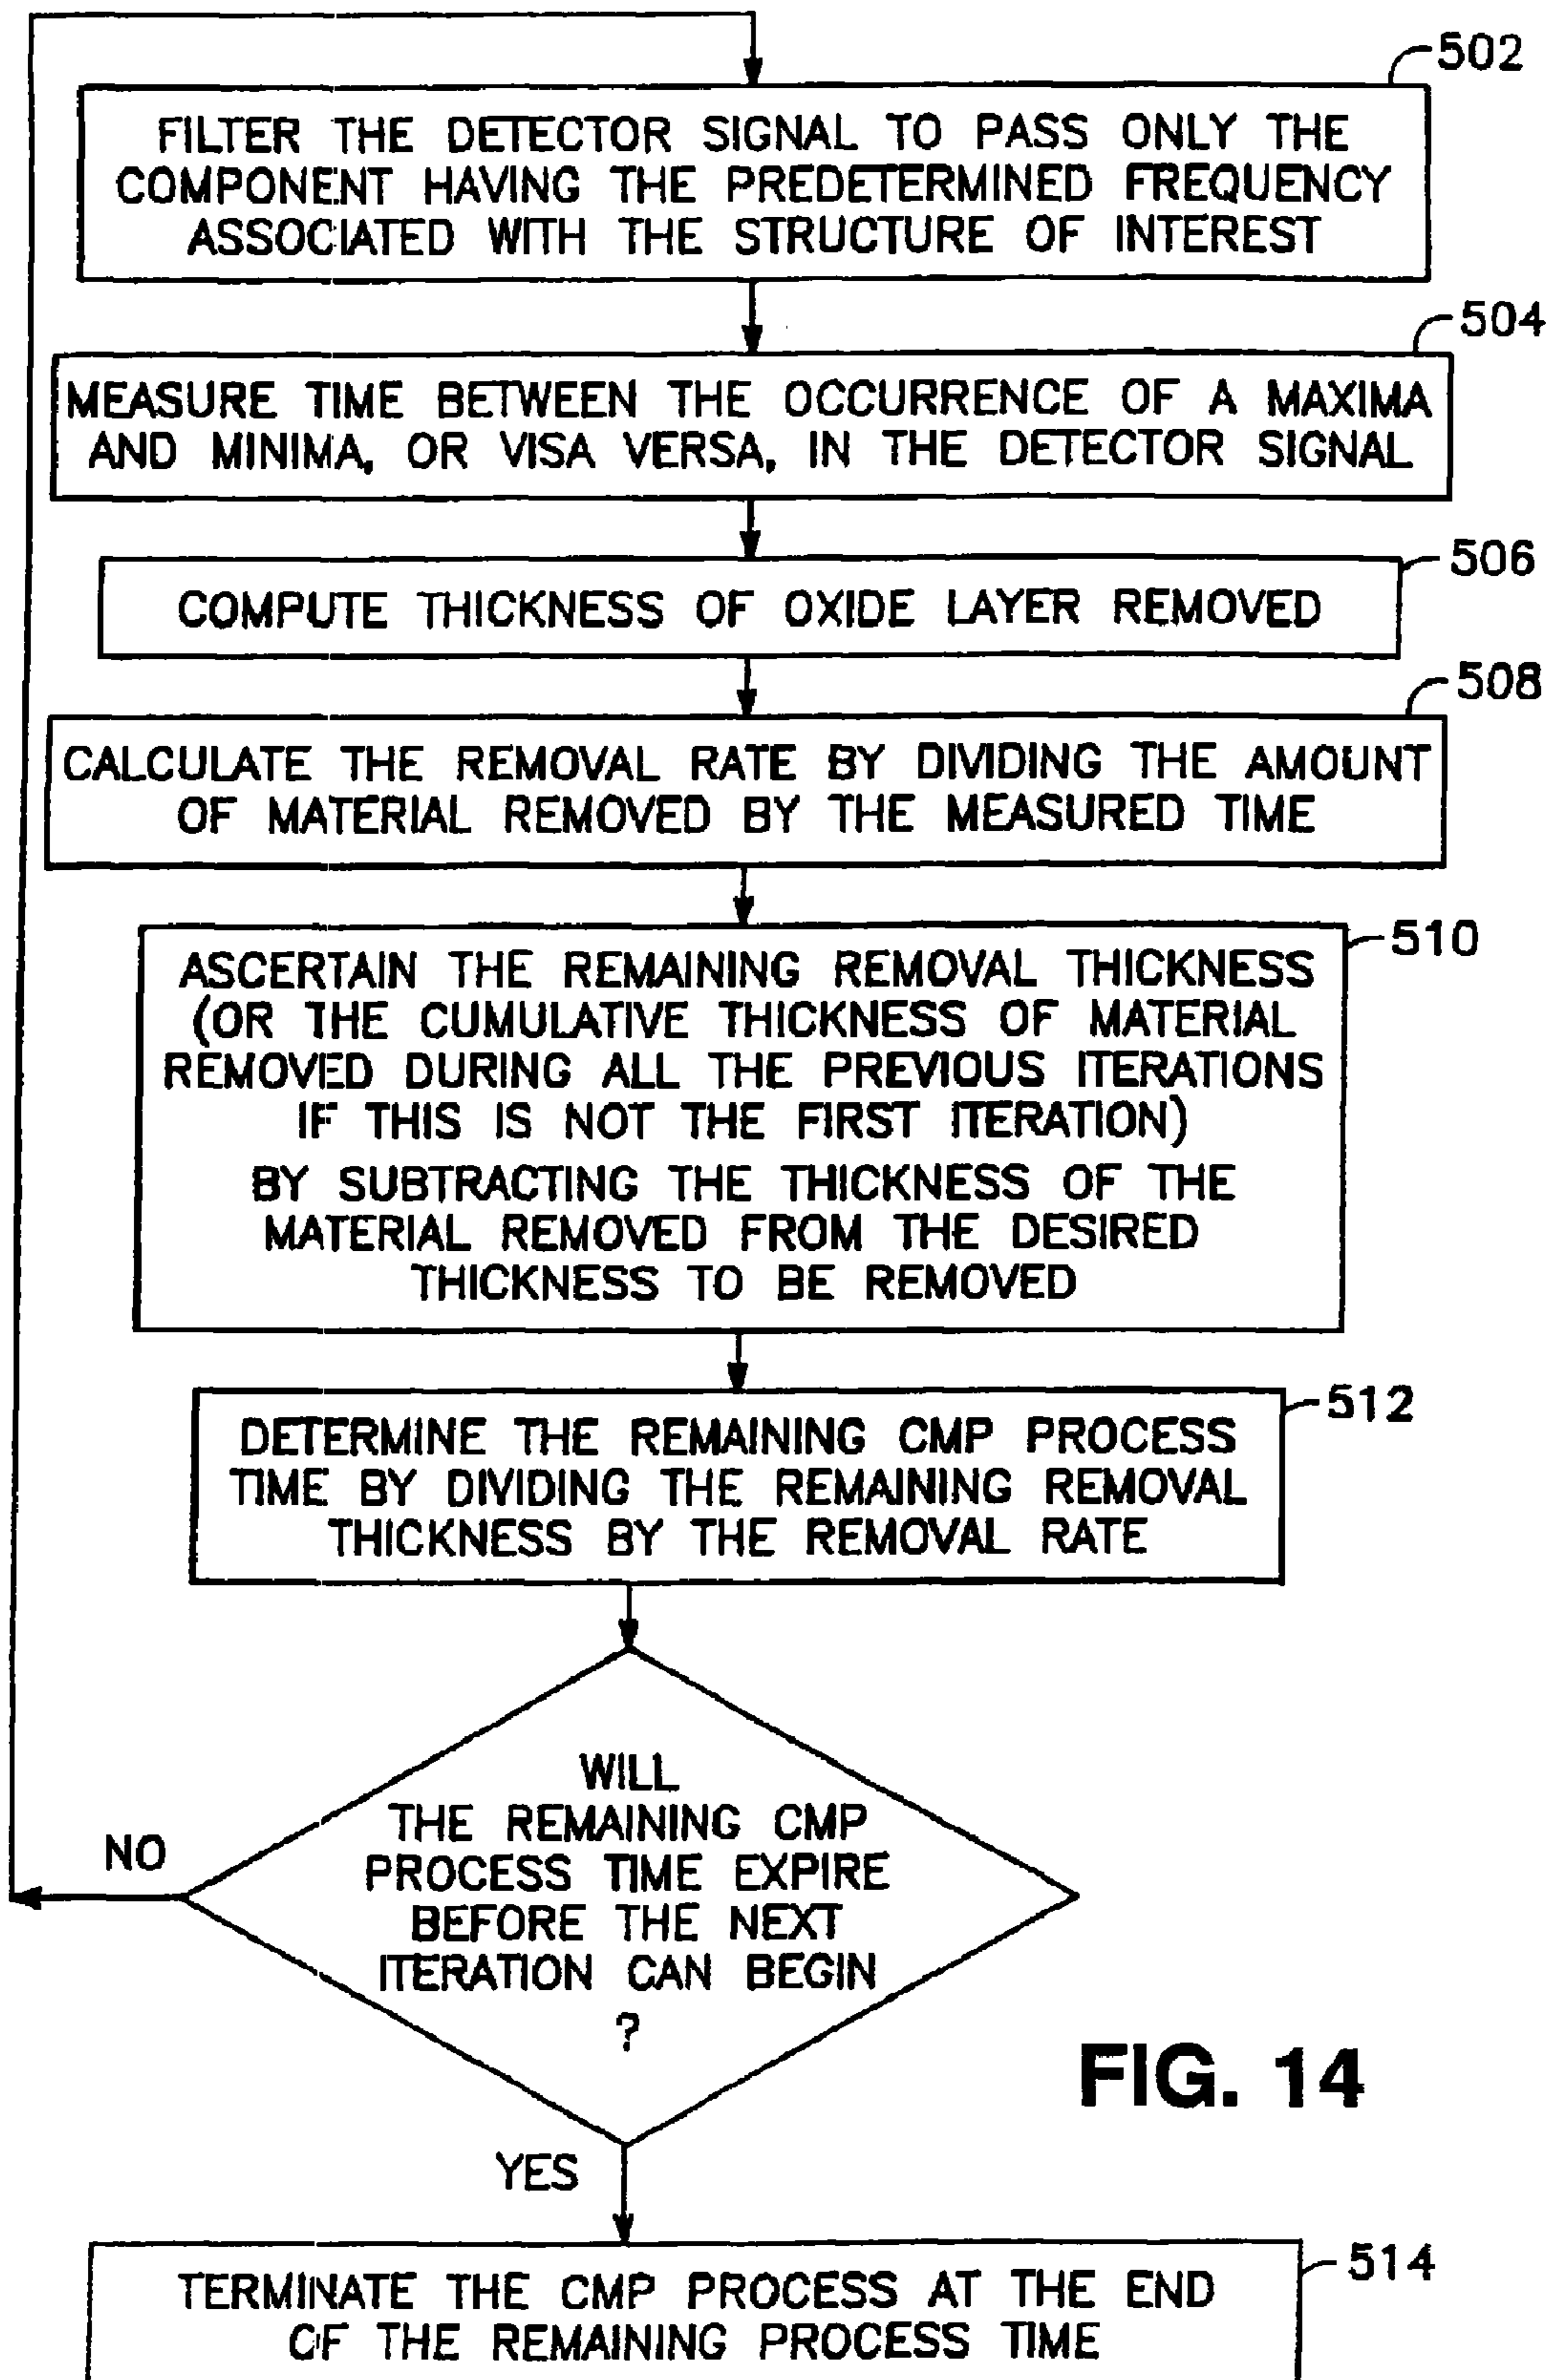 502
FILTER THE DETECTOR SIGNAL TO PASS ONLY THE
COMPONENT HAVING THE PREDETERMINED FREQUENCY
ASSOCIATED WITH THE STRUCTURE OF INTEREST
504
MEASURE TIME BETWEEN THE OCCURRENCE OF A MAXIMA
AND MINIMA, OR VISA VERSA, IN THE DETECTOR SIGNAL
506
COMPUTE THICKNESS OF OXIDE LAYER REMOVED
508
CALCULATE THE REMOVAL RATE BY DIVIDING THE AMOUNT
OF MATERIAL REMOVED BY THE MEASURED TIME
510
ASCERTAIN THE REMAINING REMOVAL THICKNESS
(OR THE CUMULATIVE THICKNESS OF MATERIAL
REMOVED DURING ALL THE PREVIOUS ITERATIONS
IF THIS IS NOT THE FIRST ITERATION)
BY SUBTRACTING THE THICKNESS OF THE
MATERIAL REMOVED FROM THE DESIRED
THICKNESS TO BE REMOVED
512
DETERMINE THE REMAINING CMP PROCESS
TIME BY DIVIDING THE REMAINING REMOVAL
THICKNESS BY THE REMOVAL RATE
WILL
THE REMAINING CMP
PROCESS TIME EXPIRE
BEFORE THE NEXT
ITERATION CAN BEGIN
?
NO
FIG. 14
YES
514
TERMINATE THE CMP PROCESS AT THE END
OF THE REMAINING PROCESS TIME